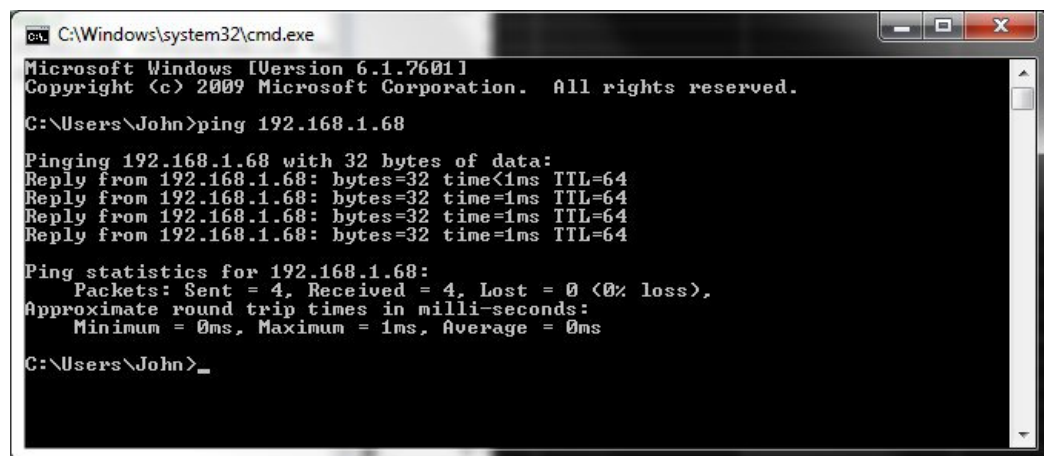 C:\Windows\system32\cmd.exe
Microsoft Windows [Version 6.1.7601]
Copyright (c) 2009 Microsoft Corporation.  All rights reserved.
C:\Users\John>ping 192.168.1.68
Pinging 192.168.1.68 with 32 bytes of data:
Reply from 192.168.1.68: bytes=32 time<1ms TTL=64
Reply from 192.168.1.68: bytes=32 time=1ms TTL=64
Reply from 192.168.1.68: bytes=32 time=1ms TTL=64
Reply from 192.168.1.68: bytes=32 time=1ms TTL=64
Ping statistics for 192.168.1.68:
    Packets: Sent = 4, Received = 4, Lost = 0 (0% loss),
Approximate round trip times in milli-seconds:
    Minimum = 0ms, Maximum = 1ms, Average = 0ms
C:\Users\John>_